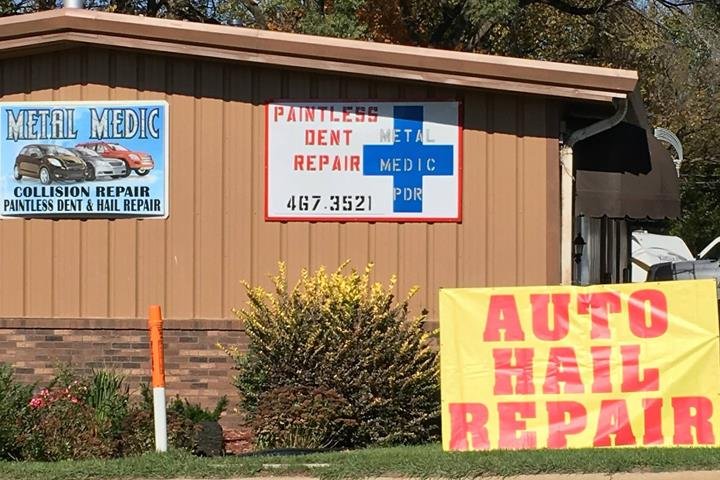 METAL MEDIC
COLLISION REPAIR
PAINTLESS DENT & HAIL REPAIR
PAINTLESS
DENT
REPAIR
467.3521
METAL
MEDIC
PDR
AUTO
HAIL
REPAIR